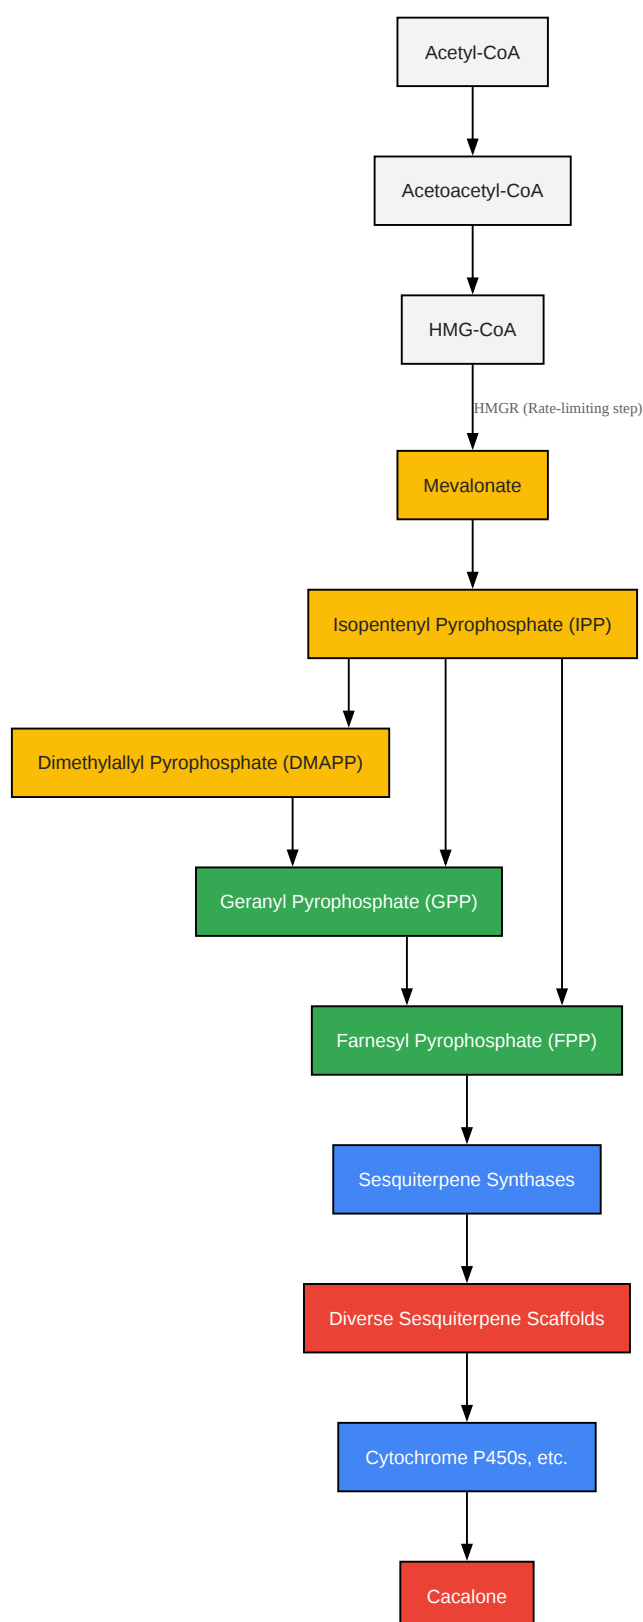 Acetyl-CoA
Acetoacetyl-CoA
HMG-CoA
HMGR (Rate-limiting step)
Mevalonate
Isopentenyl Pyrophosphate (IPP)
Dimethylallyl Pyrophosphate (DMAPP)
Geranyl Pyrophosphate (GPP)
Farnesyl Pyrophosphate (FPP)
Sesquiterpene Synthases
Diverse Sesquiterpene Scaffolds
Cytochrome P450s, etc.
Cacalone